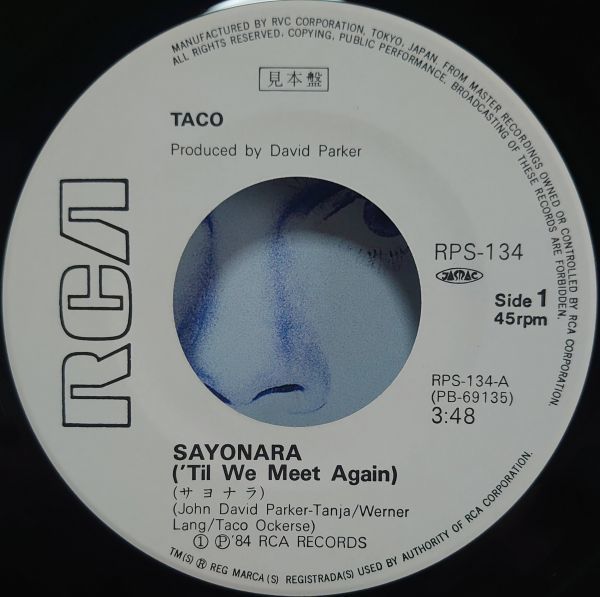 MANUFACTURED BY RVC CORPORATION, TOKYO, JAPAN. FROM MASTER RECORDINGS OWNED OR CONTROLLED BY RCA CORPORATION.
ALL RIGHTS RESERVED. COPYING, PUBLIC PERFORMANCE, BROADCASTING OF THESE RECORDS ARE FORBIDDEN.
見本盤
TACO
Produced by David Parker
RCA
RPS-134
JASRAC
Side 1
45rpm
RPS-134-A
(PB-69135)
3:48
SAYONARA
('Til We Meet Again)
(サヨナラ)
(John David Parker-Tanja/Werner
Lang/Taco Ockerse)
① Ⓟ'84 RCA RECORDS
TM(S) ® REG MARCA(S) REGISTRADA(S) USED BY AUTHORITY OF RCA CORPORATION.